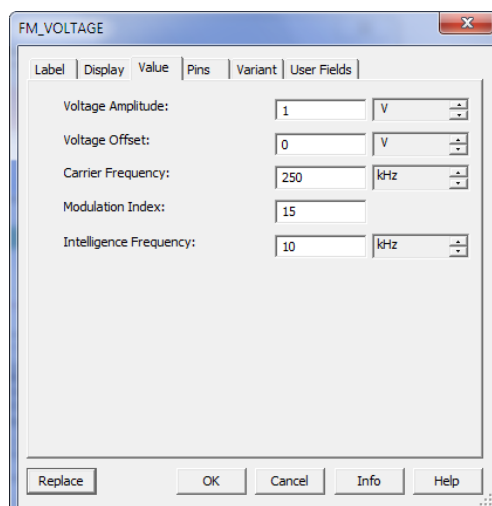 FM_VOLTAGE
Label Display Value Pins Variant User Fields
Voltage Amplitude: 1 V
Voltage Offset: 0 V
Carrier Frequency: 250 kHz
Modulation Index: 15
Intelligence Frequency: 10 kHz
Replace OK Cancel Info Help